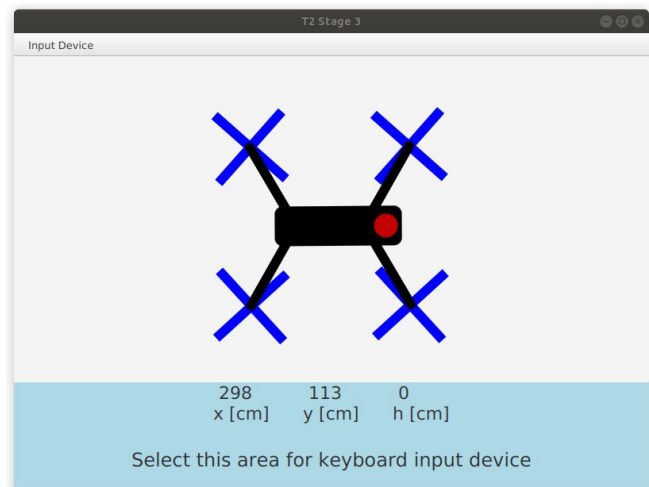 T2 Stage 3
Input Device
298 113 0
x [cm] y [cm] h [cm]
Select this area for keyboard input device